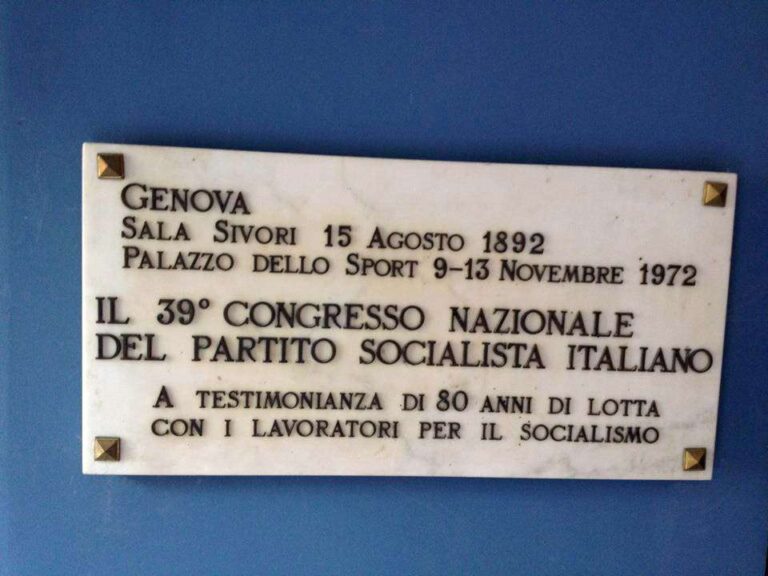 GENOVA
SALA SIVORI 15 AGOSTO 1892
PALAZZO DELLO SPORT 9-13 NOVEMBRE 1972
IL 39° CONGRESSO NAZIONALE
DEL PARTITO SOCIALISTA ITALIANO
A TESTIMONIANZA DI 80 ANNI DI LOTTA
CON I LAVORATORI PER IL SOCIALISMO